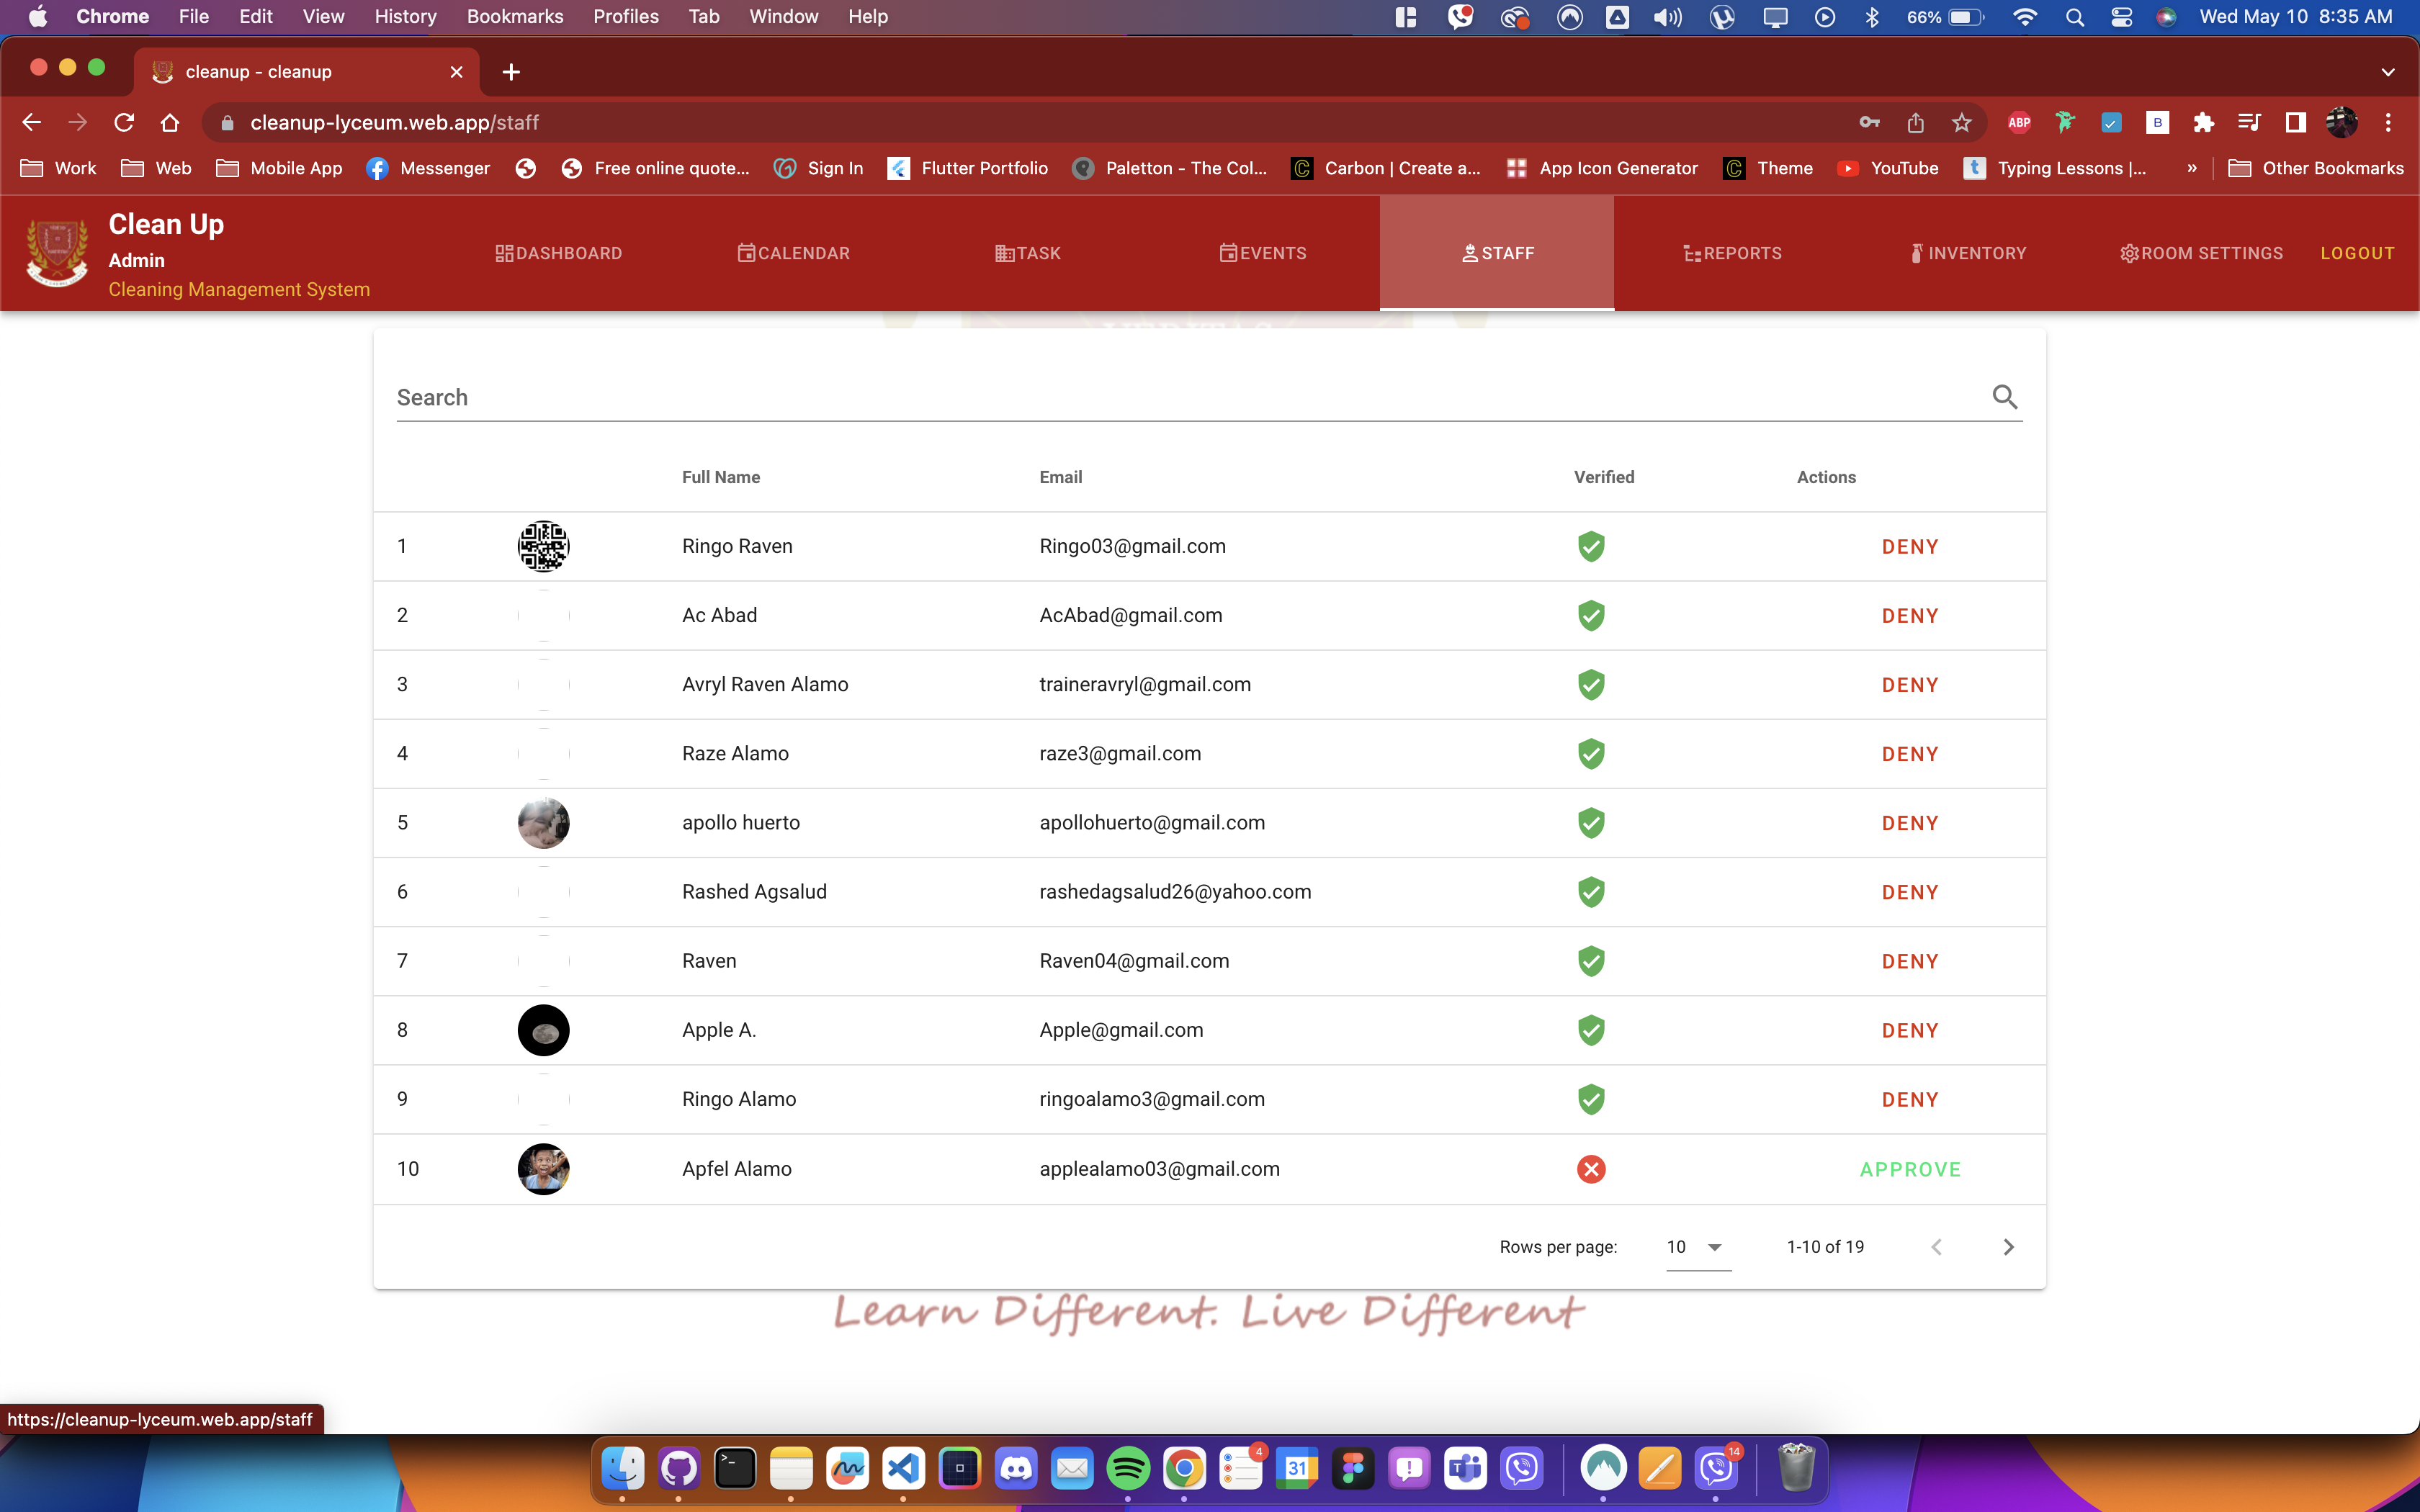 Chrome File Edit View History Bookmarks Profiles Tab Window Help 66% Wed May 10 8:35 AM
cleanup - cleanup
cleanup-lyceum.web.app/staff
ABP B
Work Web Mobile App Messenger Free online quote... Sign In Flutter Portfolio Paletton - The Col... Carbon | Create a... App Icon Generator Theme YouTube Typing Lessons |... » Other Bookmarks
Clean Up
Admin
Cleaning Management System
DASHBOARD CALENDAR TASK EVENTS STAFF REPORTS INVENTORY ROOM SETTINGS LOGOUT
Search
Full Name Email Verified Actions
1 Ringo Raven Ringo03@gmail.com DENY
2 Ac Abad AcAbad@gmail.com DENY
3 Avryl Raven Alamo traineravryl@gmail.com DENY
4 Raze Alamo raze3@gmail.com DENY
5 apollo huerto apollohuerto@gmail.com DENY
6 Rashed Agsalud rashedagsalud26@yahoo.com DENY
7 Raven Raven04@gmail.com DENY
8 Apple A. Apple@gmail.com DENY
9 Ringo Alamo ringoalamo3@gmail.com DENY
10 Apfel Alamo applealamo03@gmail.com APPROVE
Rows per page: 10 1-10 of 19
Learn Different. Live Different
https://cleanup-lyceum.web.app/staff
4 31 14